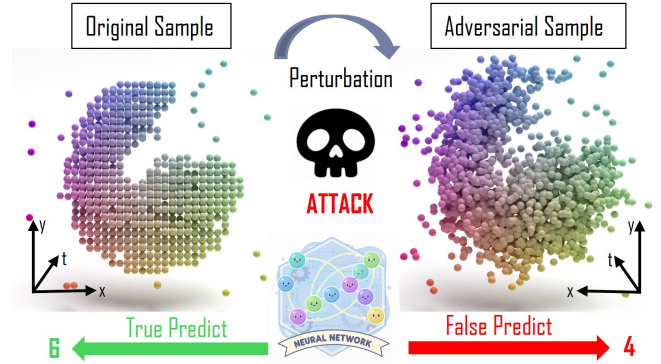 Original Sample
Adversarial Sample
Perturbation
ATTACK
y
t
x
y
t
x
True Predict
False Predict
6
4
NEURAL NETWORK